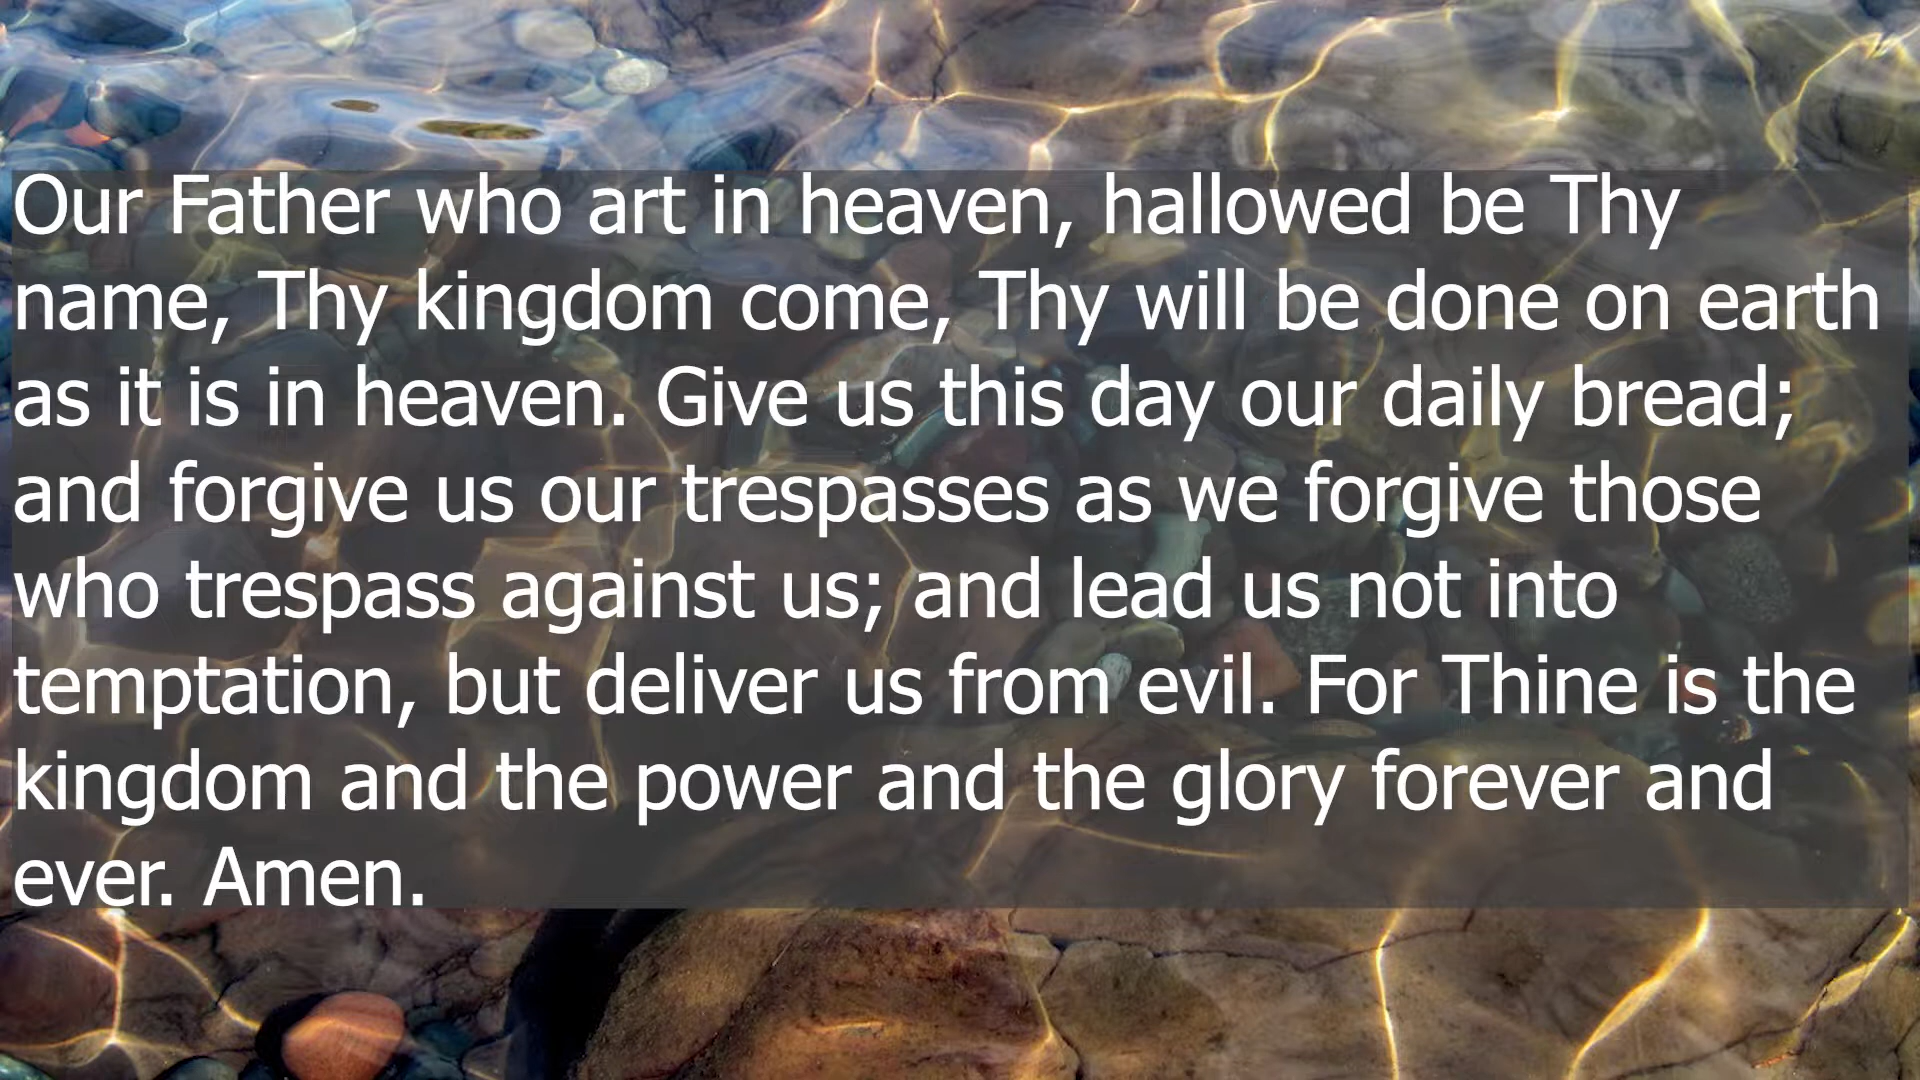 Our Father who art in heaven, hallowed be Thy
name, Thy kingdom come, Thy will be done on earth
as it is in heaven. Give us this day our daily bread;
and forgive us our trespasses as we forgive those
who trespass against us; and lead us not into
temptation, but deliver us from evil. For Thine is the
kingdom and the power and the glory forever and
ever. Amen.